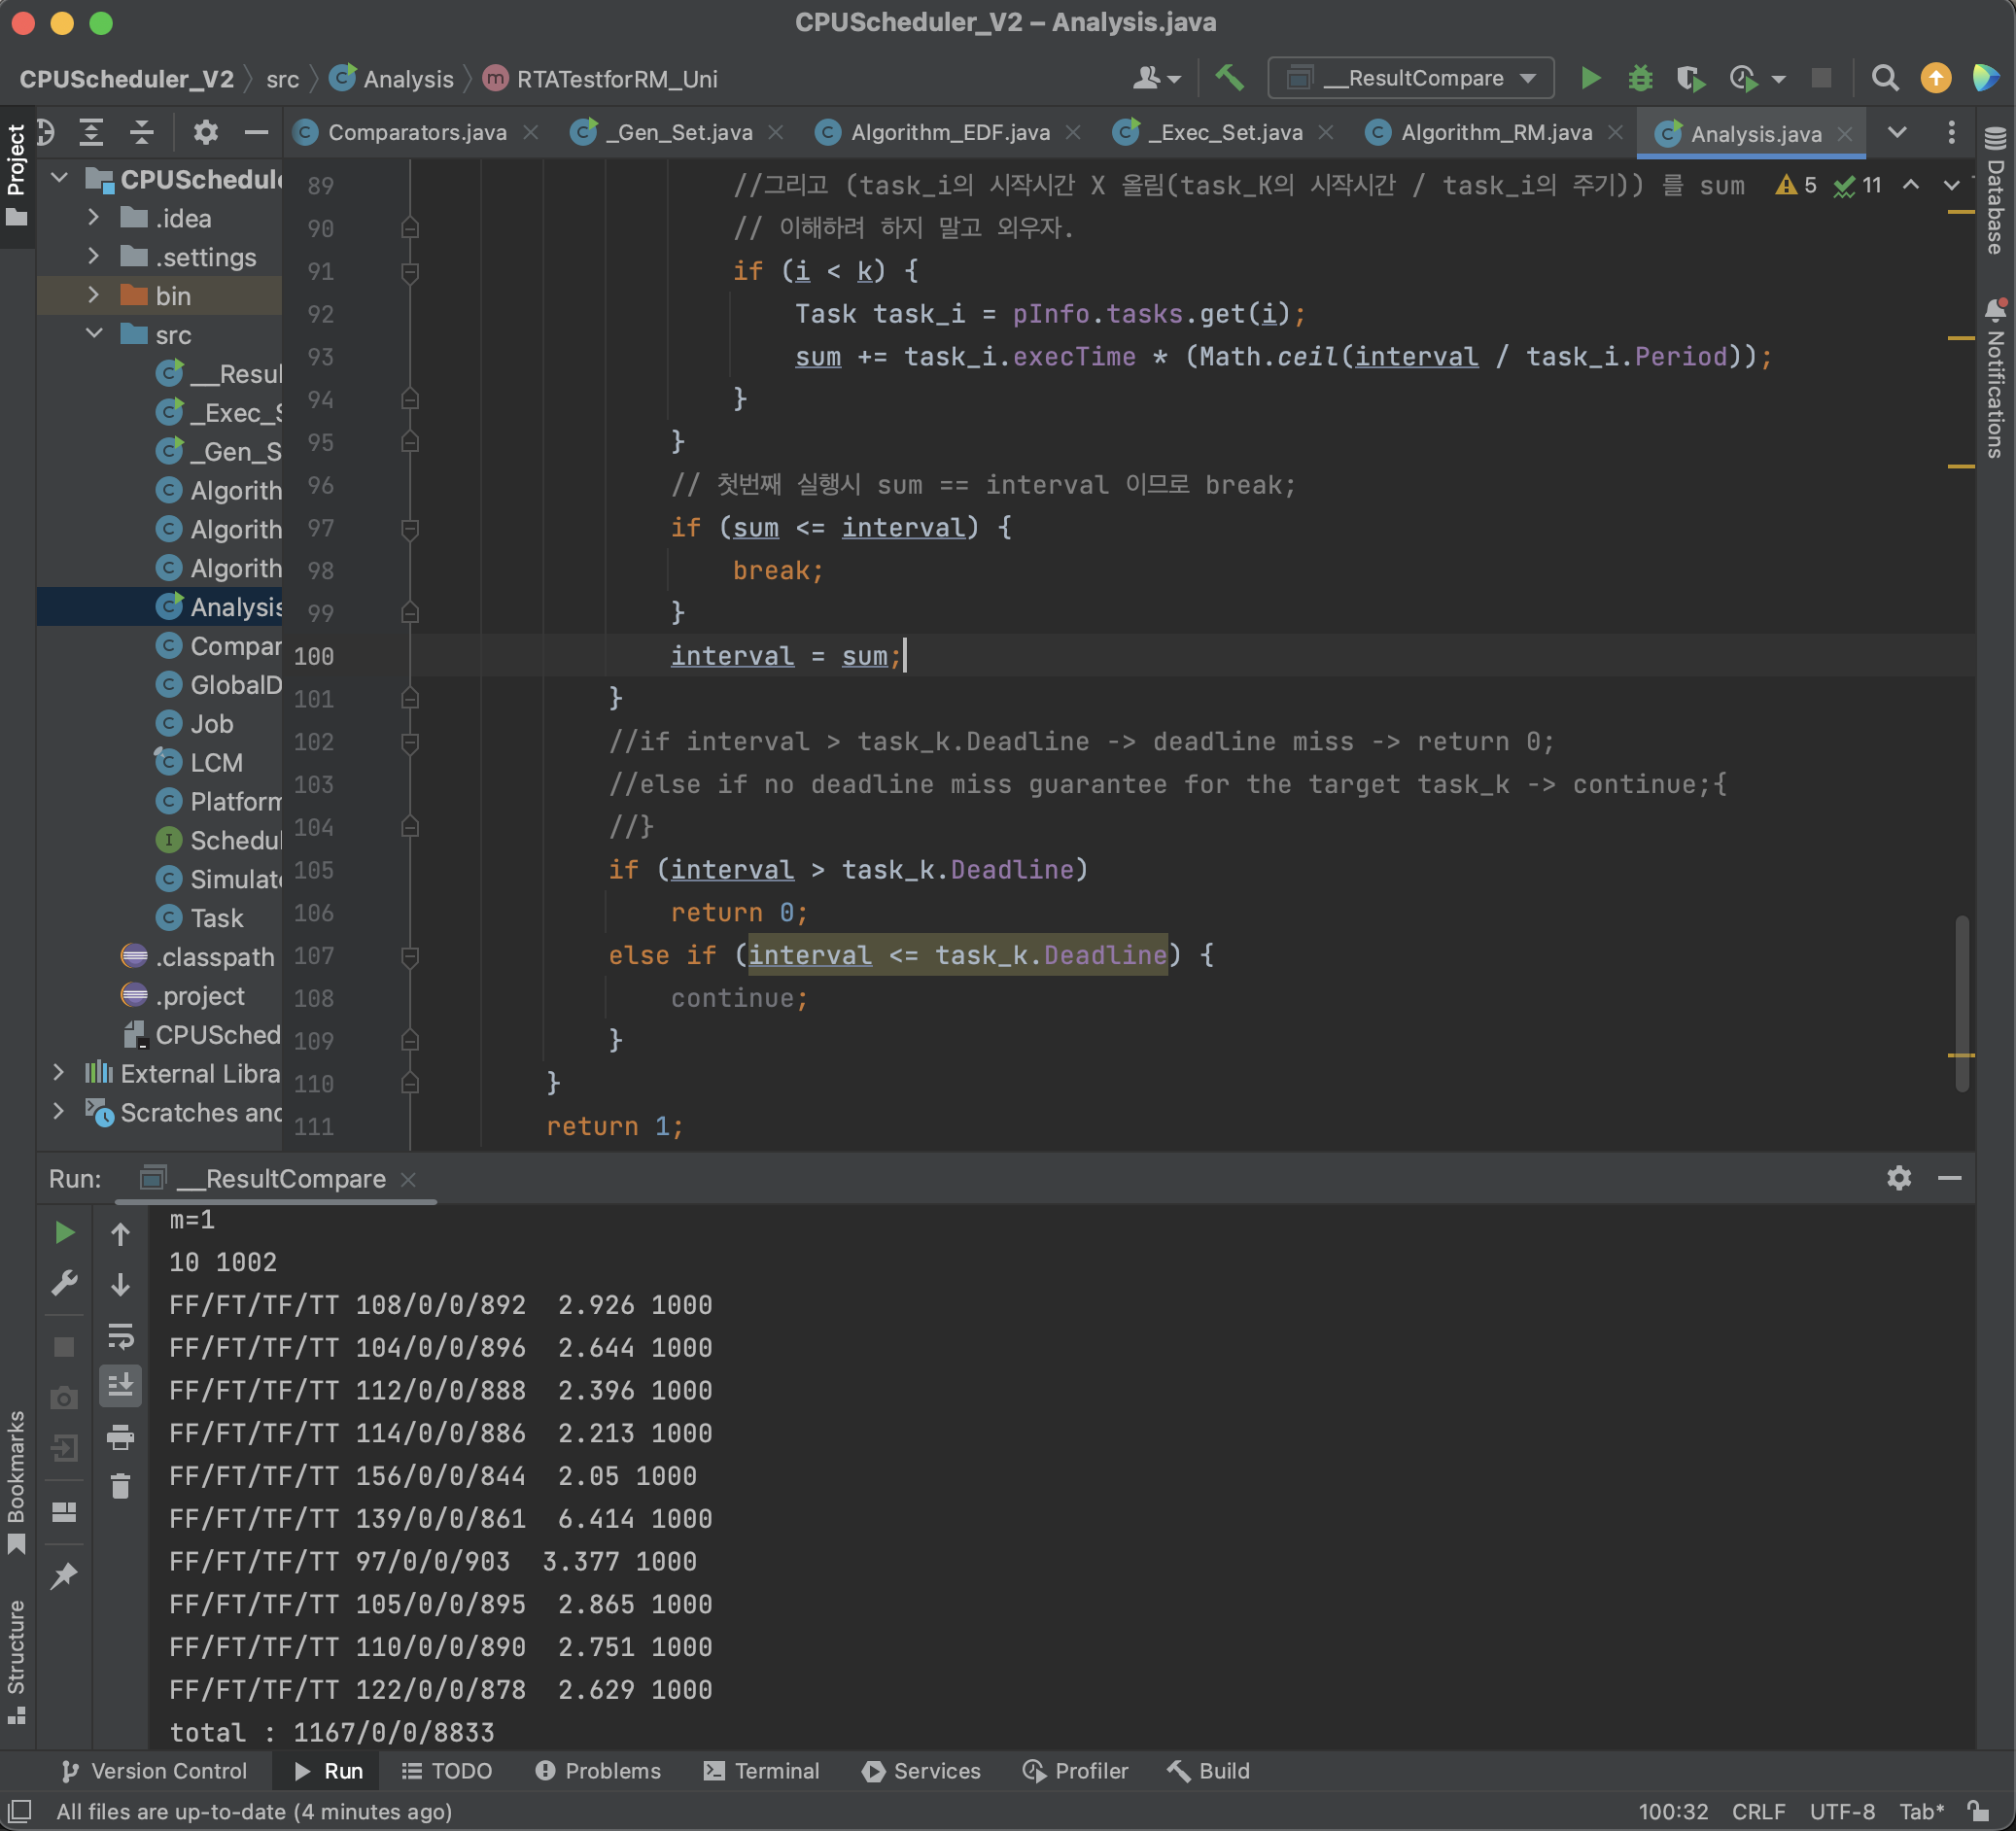 CPUScheduler_V2 – Analysis.java
CPUScheduler_V2 src Analysis RTATestforRM_Uni __ResultCompare
Project
Comparators.java _Gen_Set.java Algorithm_EDF.java _Exec_Set.java Algorithm_RM.java Analysis.java
CPUSchedule
.idea
.settings
bin
src
__Resul
_Exec_S
_Gen_S
Algorith
Algorith
Algorith
Analysis
Compar
GlobalD
Job
LCM
Platform
Schedul
Simulat
Task
.classpath
.project
CPUSched
External Libra
Scratches and
89 //그리고 (task_i의 시작시간 X 올림(task_K의 시작시간 / task_i의 주기)) 를 sum 5 11
90 // 이해하려 하지 말고 외우자.
91 if (i < k) {
92 Task task_i = pInfo.tasks.get(i);
93 sum += task_i.execTime * (Math.ceil(interval / task_i.Period));
94 }
95 }
96 // 첫번째 실행시 sum == interval 이므로 break;
97 if (sum <= interval) {
98 break;
99 }
100 interval = sum;
101 }
102 //if interval > task_k.Deadline -> deadline miss -> return 0;
103 //else if no deadline miss guarantee for the target task_k -> continue;{
104 //}
105 if (interval > task_k.Deadline)
106 return 0;
107 else if (interval <= task_k.Deadline) {
108 continue;
109 }
110 }
111 return 1;
Database
Notifications
Run: __ResultCompare
m=1
10 1002
FF/FT/TF/TT 108/0/0/892 2.926 1000
FF/FT/TF/TT 104/0/0/896 2.644 1000
FF/FT/TF/TT 112/0/0/888 2.396 1000
FF/FT/TF/TT 114/0/0/886 2.213 1000
FF/FT/TF/TT 156/0/0/844 2.05 1000
FF/FT/TF/TT 139/0/0/861 6.414 1000
FF/FT/TF/TT 97/0/0/903 3.377 1000
FF/FT/TF/TT 105/0/0/895 2.865 1000
FF/FT/TF/TT 110/0/0/890 2.751 1000
FF/FT/TF/TT 122/0/0/878 2.629 1000
total : 1167/0/0/8833
Bookmarks
Structure
Version Control Run TODO Problems Terminal Services Profiler Build
All files are up-to-date (4 minutes ago) 100:32 CRLF UTF-8 Tab*